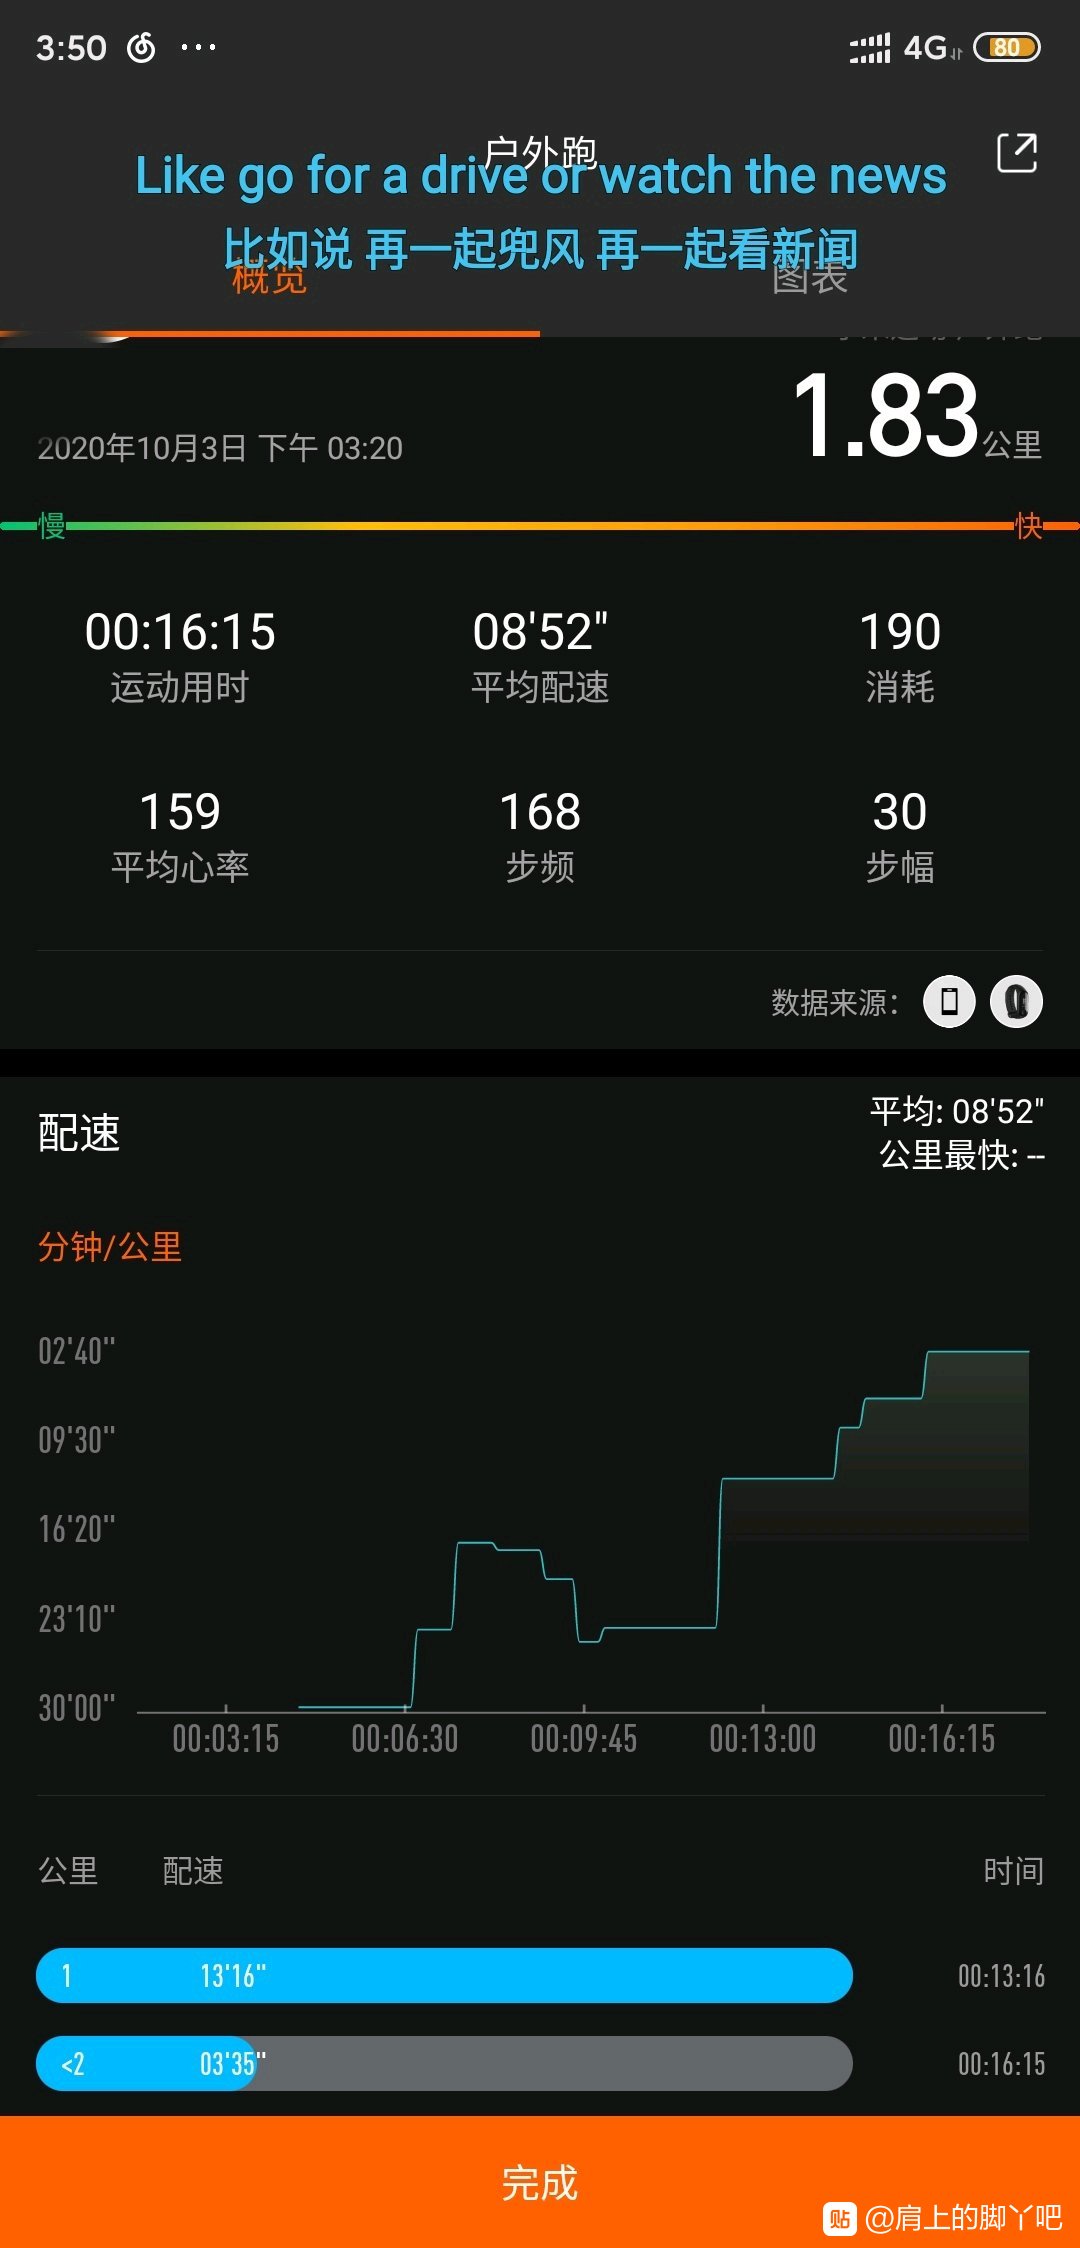 3:50 ... 4G 80
户外跑
Like go for a drive or watch the news
比如说 再一起兜风 再一起看新闻
概览 图表
1.83公里
2020年10月3日 下午 03:20
慢 快
00:16:15 08'52" 190
运动用时 平均配速 消耗
159 168 30
平均心率 步频 步幅
数据来源：
配速
平均: 08'52"
公里最快: --
分钟/公里
02'40"
09'30"
16'20"
23'10"
30'00"
00:03:15 00:06:30 00:09:45 00:13:00 00:16:15
公里 配速 时间
1 13'16" 00:13:16
<2 03'35" 00:16:15
完成
贴 @肩上的脚丫吧